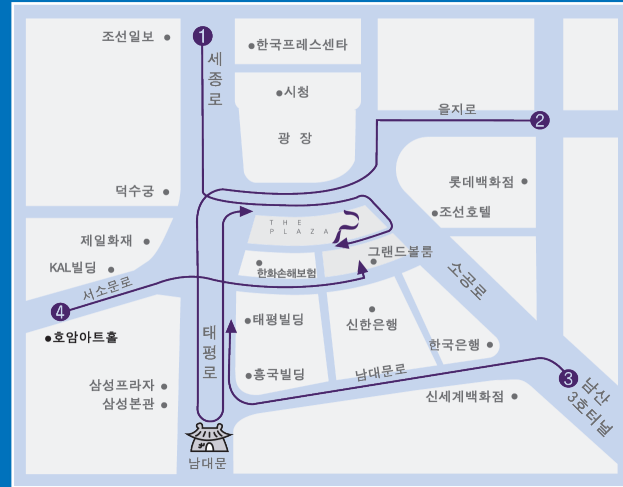 조선일보
1
세종로
한국프레스센타
시청
광 장
을지로
2
덕수궁
롯데백화점
조선호텔
THE
PLAZA
P
제일화재
KAL빌딩
서소문로
4
호암아트홀
한화손해보험
그랜드볼룸
소공로
태평로
태평빌딩
신한은행
한국은행
흥국빌딩
남대문로
3
남산
3호터널
삼성프라자
삼성본관
신세계백화점
남대문